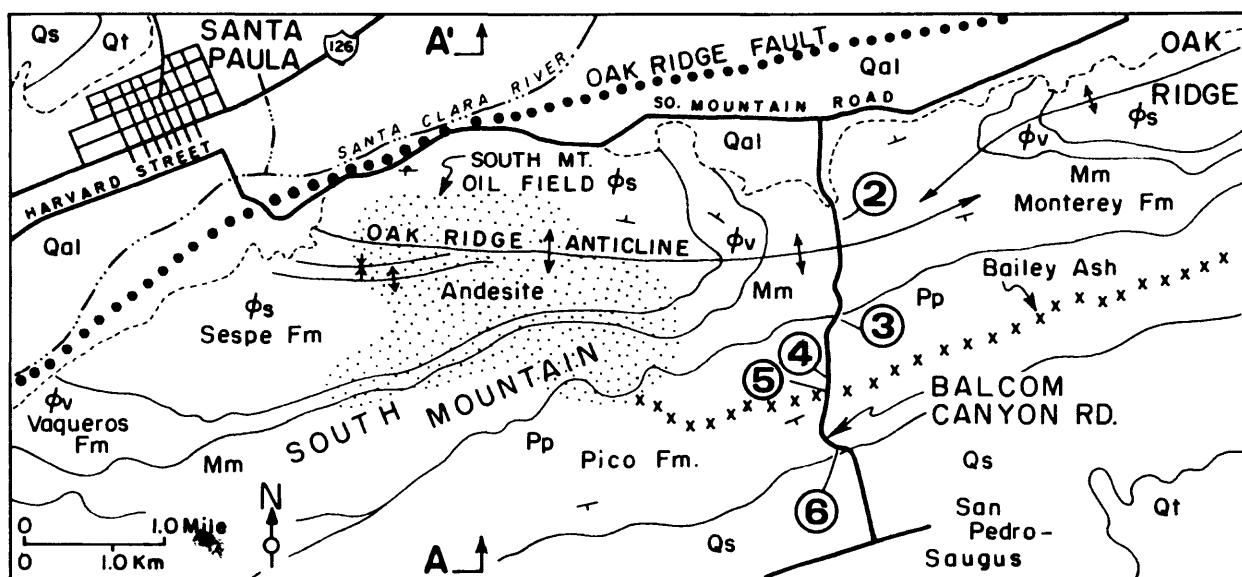 Qs
Qt
SANTA
PAULA
126
A'
OAK RIDGE FAULT
Qal
OAK
RIDGE
SANTA CLARA RIVER
SO. MOUNTAIN ROAD
HARVARD STREET
Qal
SOUTH MT.
OIL FIELD ϕs
Qal
ϕv
ϕs
Mm
Monterey Fm
2
OAK RIDGE ANTICLINE
ϕv
Andesite
Mm
Bailey Ash
Pp
ϕs
Sespe Fm
3
4
5
BALCOM
CANYON RD.
ϕv
Vaqueros
Fm
SOUTH MOUNTAIN
Mm
Pp
Pico Fm.
Qs
Qt
N
0 1.0 Mile
0 1.0 Km
A
Qs
6
San
Pedro-
Saugus